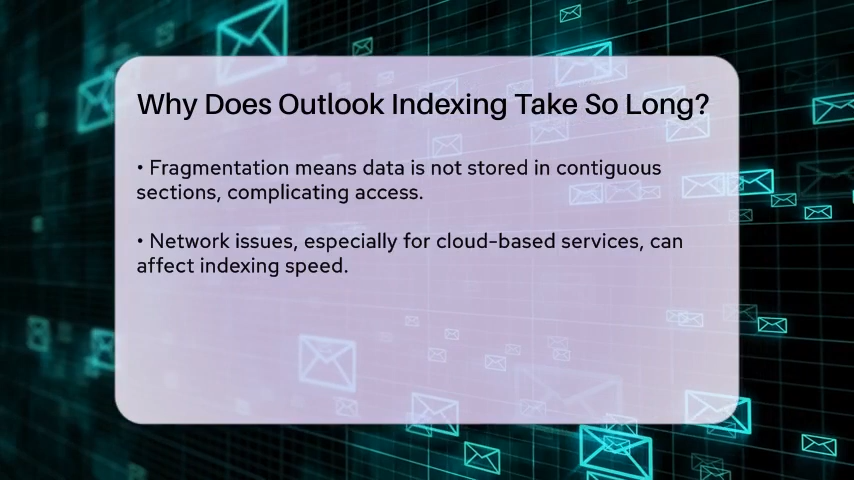 Why Does Outlook Indexing Take So Long?
• Fragmentation means data is not stored in contiguous
sections, complicating access.
• Network issues, especially for cloud-based services, can
affect indexing speed.